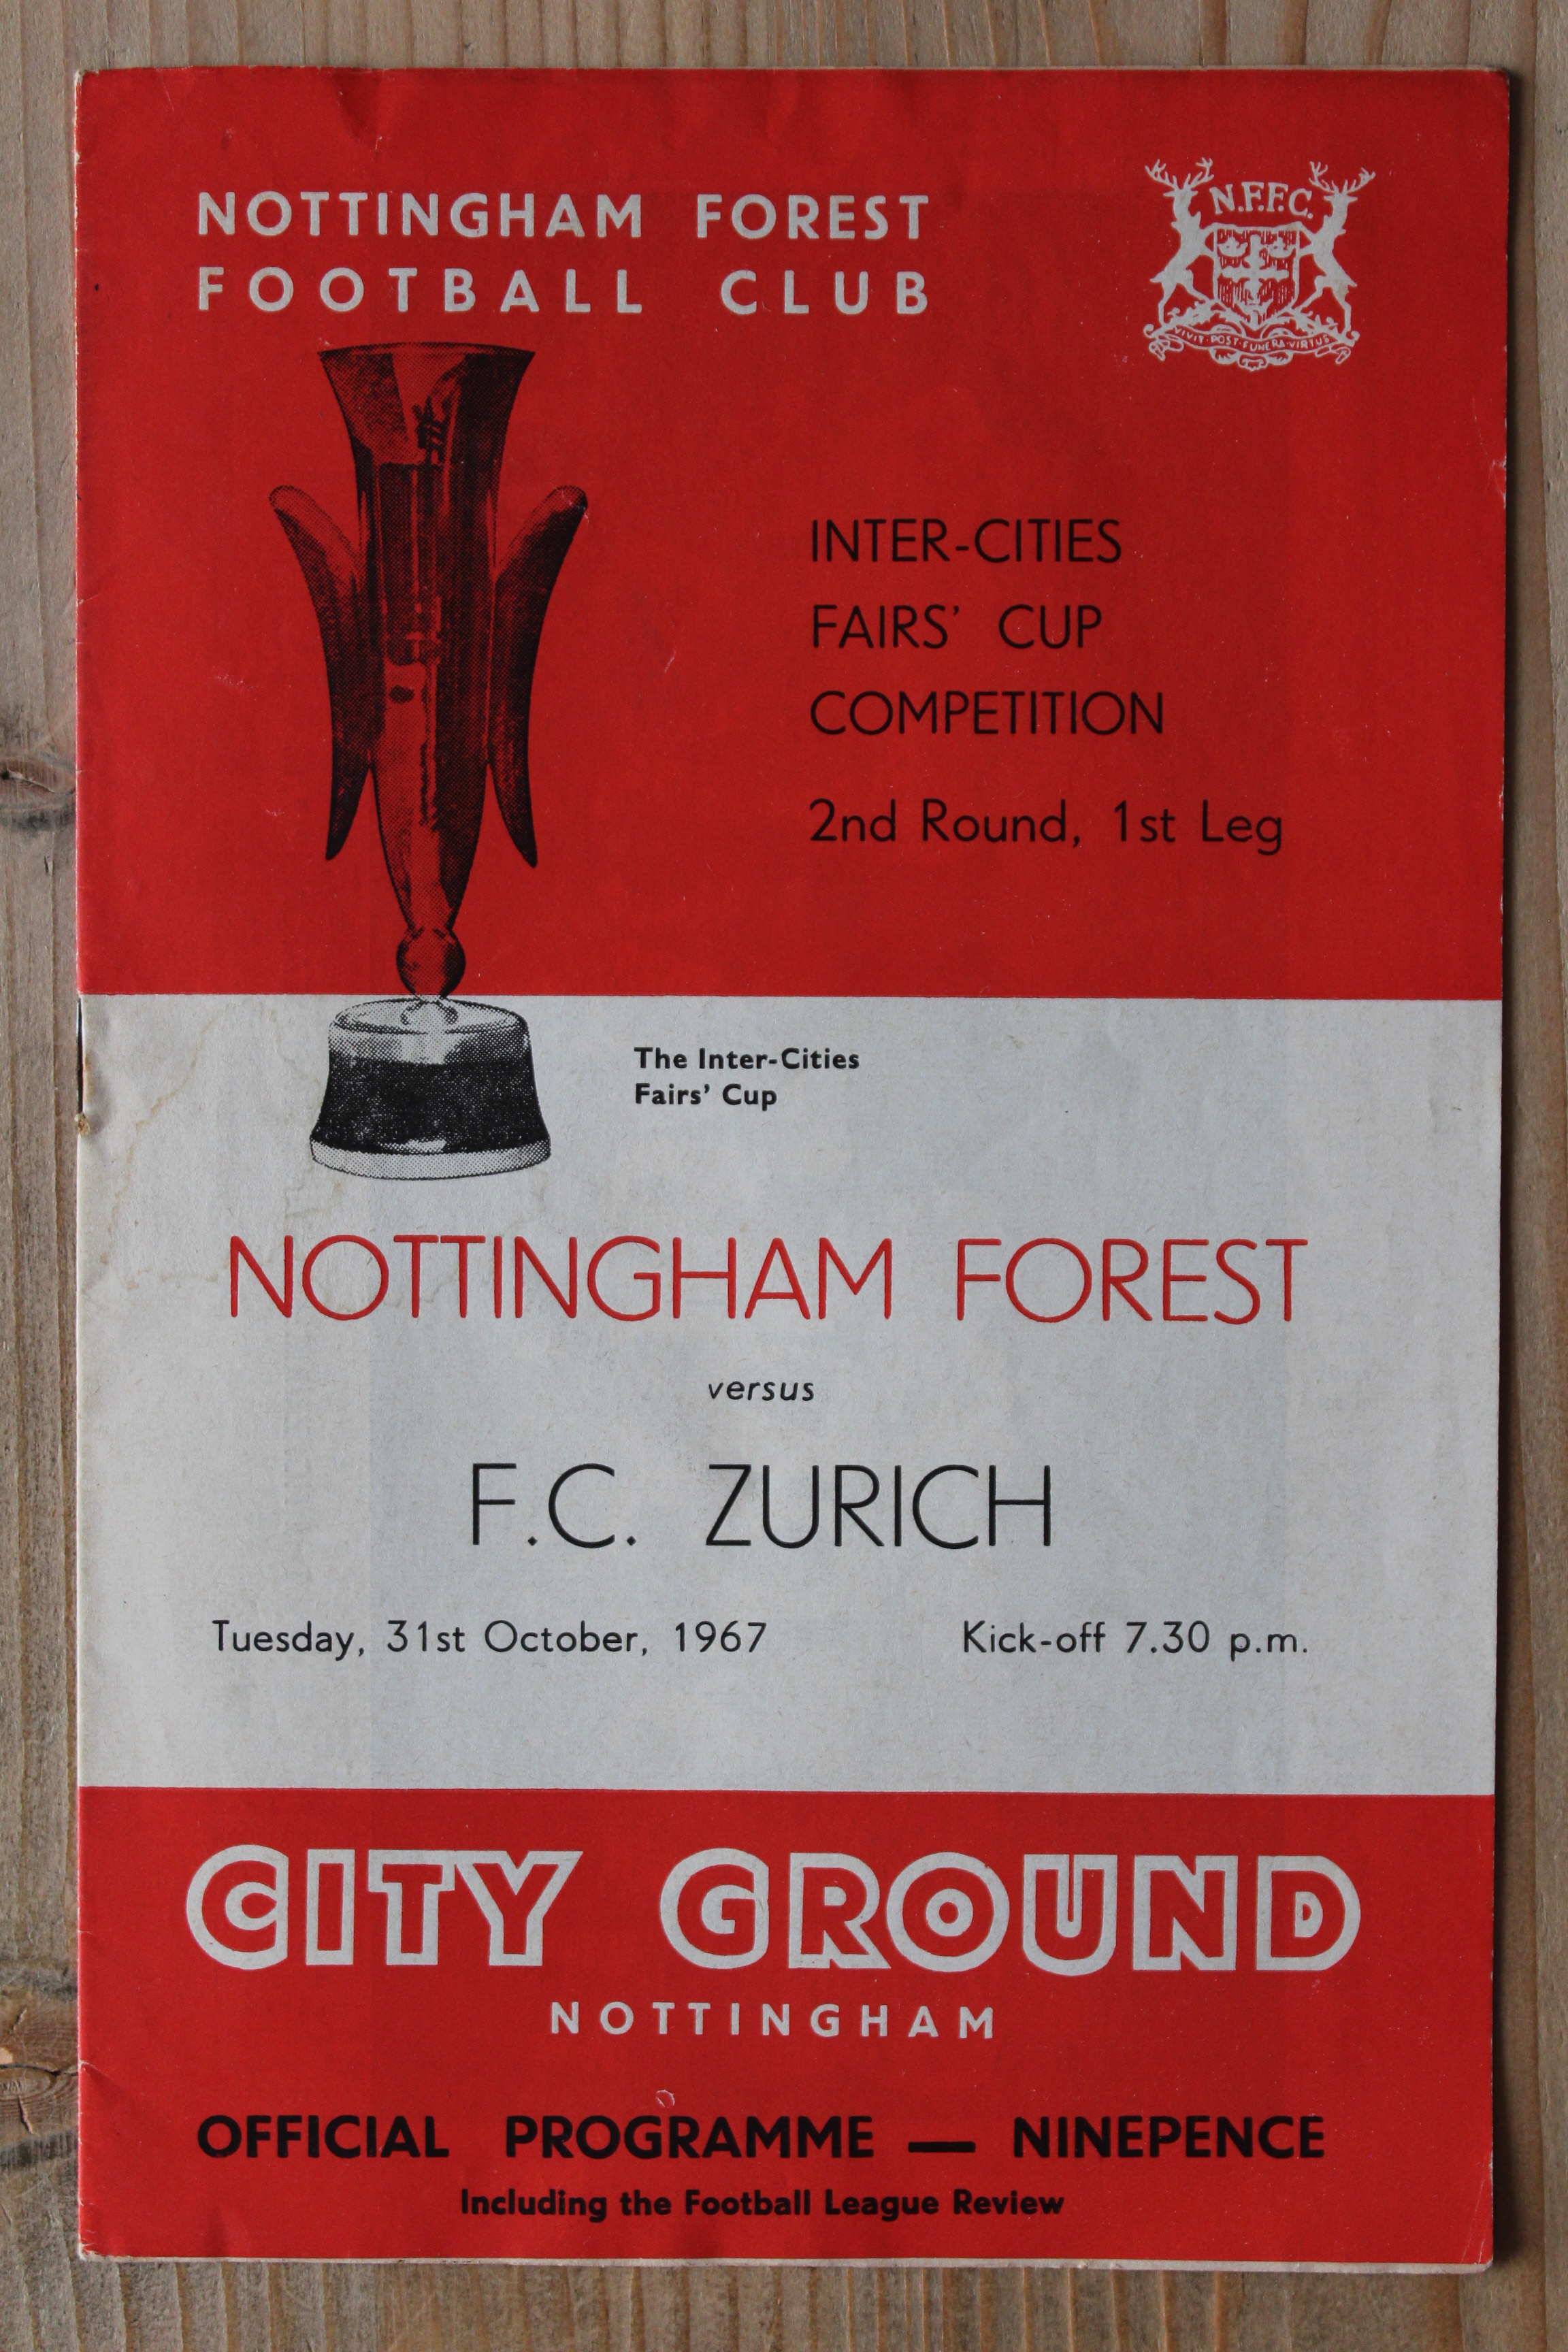 NOTTINGHAM FOREST
FOOTBALL CLUB
N.F.F.C.
VIVIT·POST·FUNERA·VIRTUS
INTER-CITIES
FAIRS' CUP
COMPETITION
2nd Round, 1st Leg
The Inter-Cities
Fairs' Cup
NOTTINGHAM FOREST
versus
F.C. ZURICH
Tuesday, 31st October, 1967 Kick-off 7.30 p.m.
CITY GROUND
NOTTINGHAM
OFFICIAL PROGRAMME — NINEPENCE
Including the Football League Review